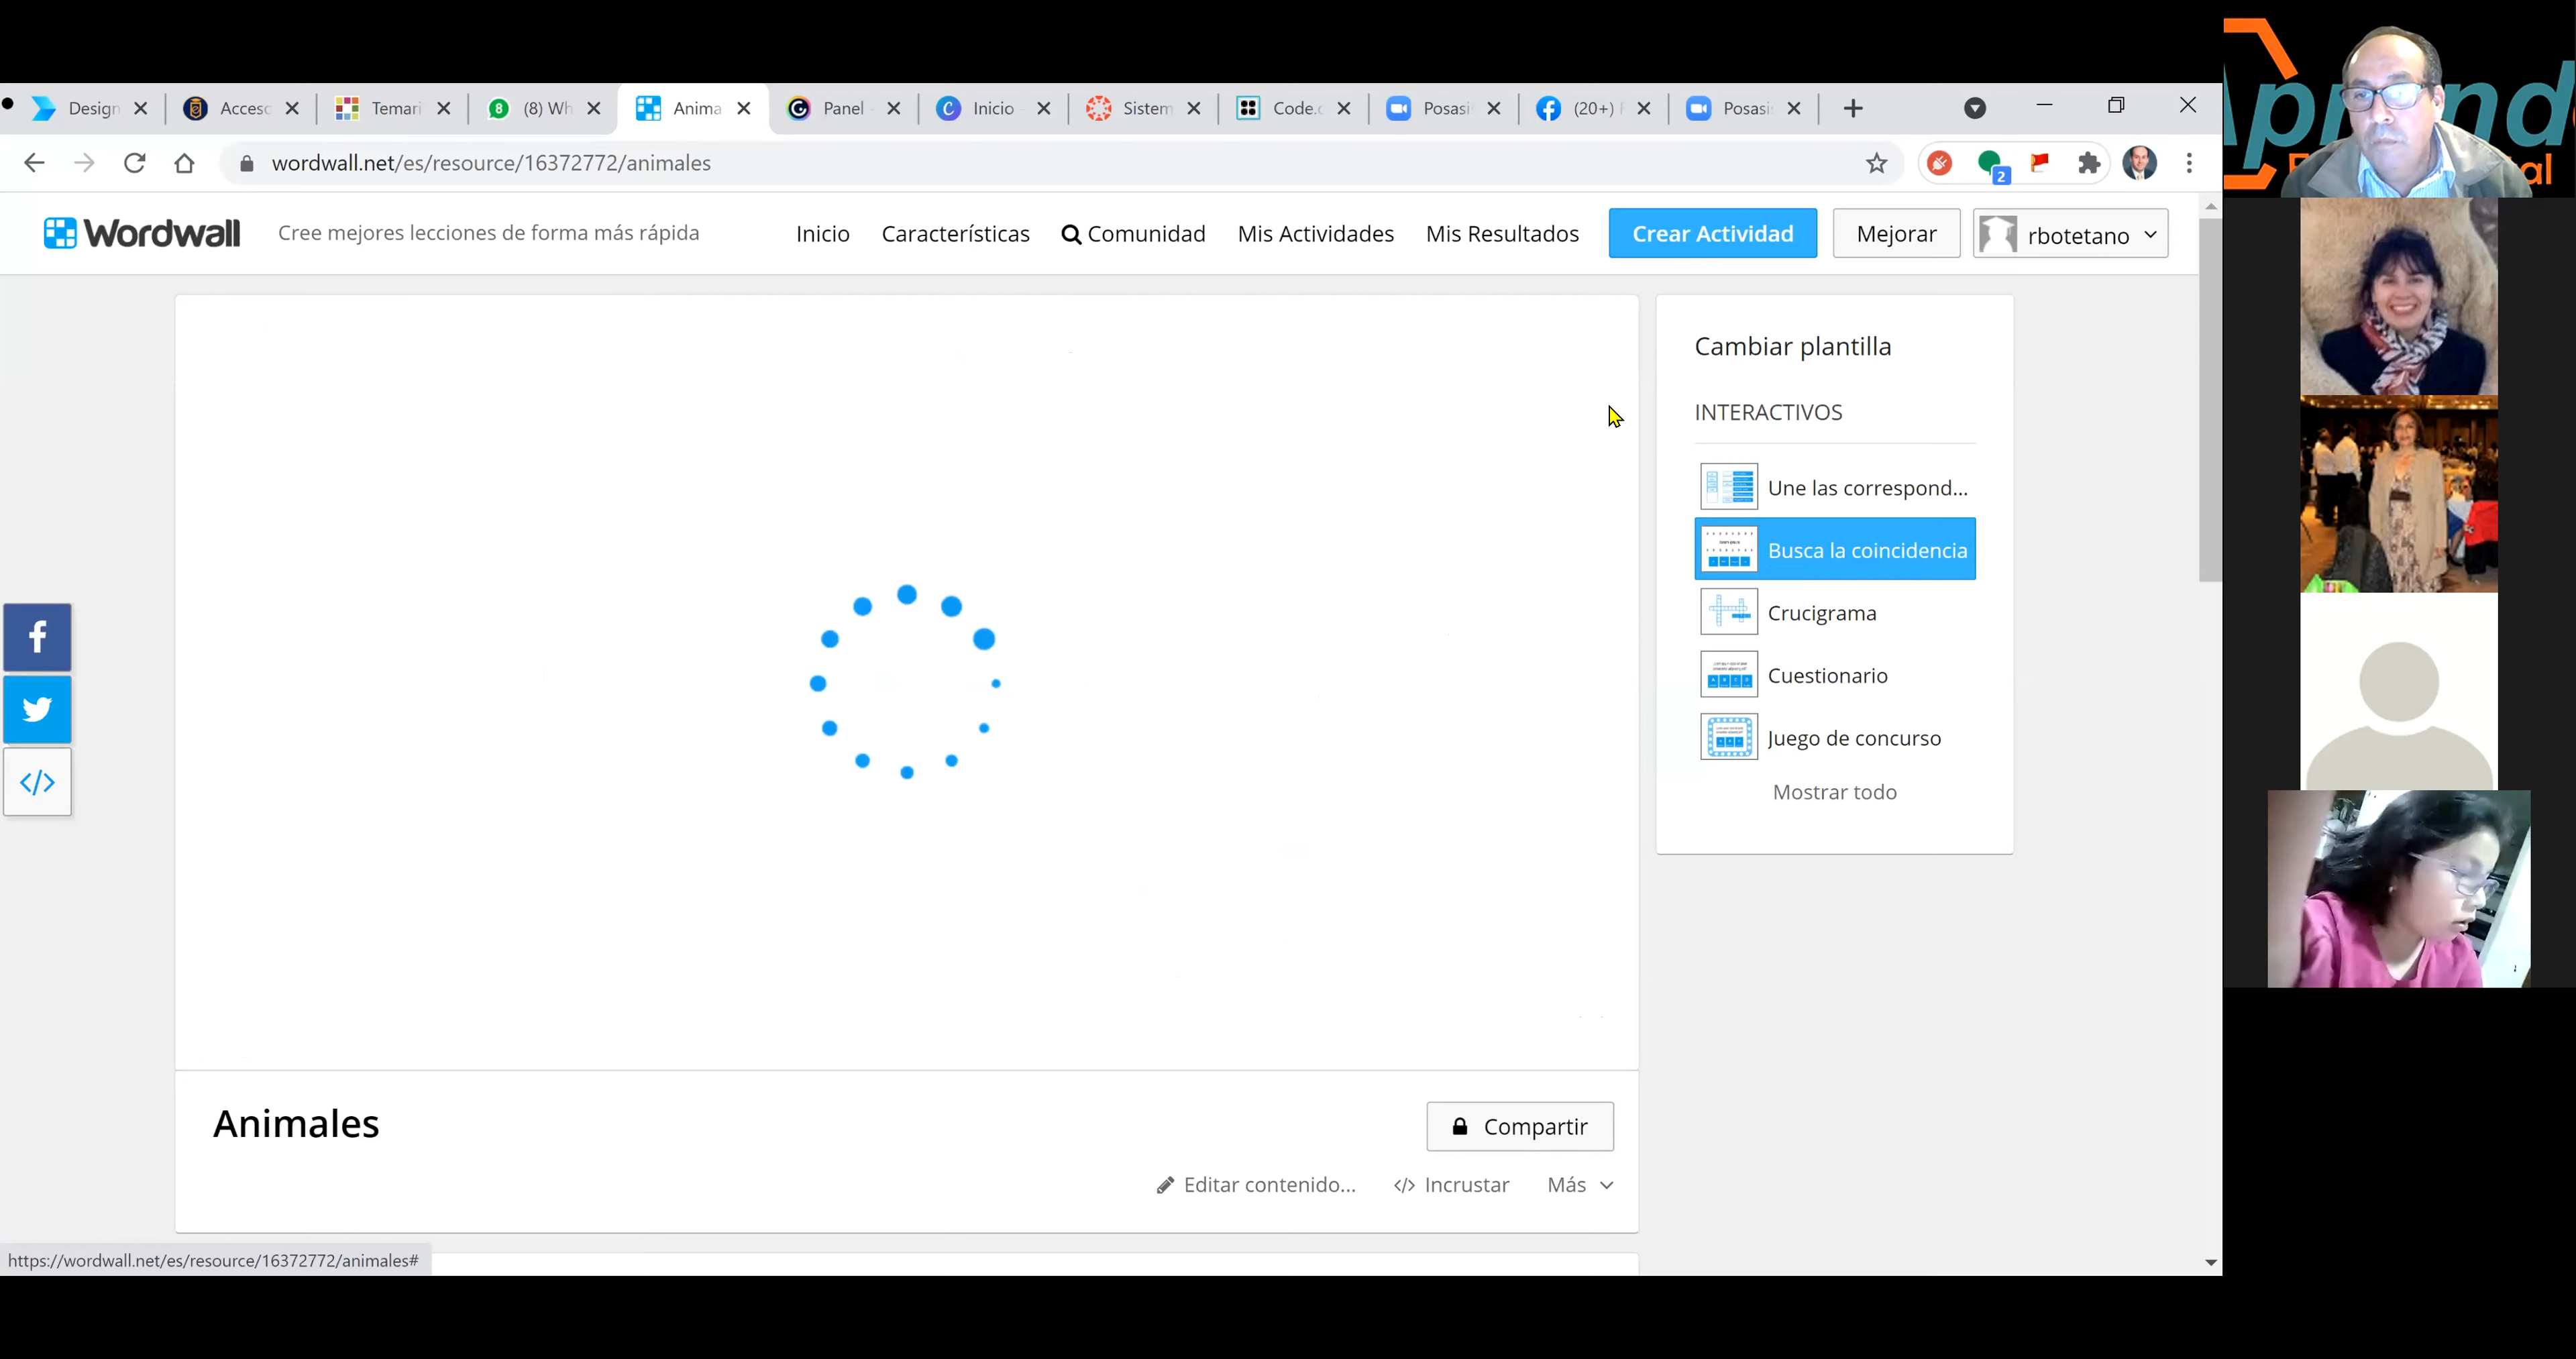 Design
Acceso
Temari
(8) Wh
Anima
Panel -
Inicio
Sistem
Code.c
Posasi
(20+)
Posasi
wordwall.net/es/resource/16372772/animales
2
Wordwall
Cree mejores lecciones de forma más rápida
Inicio
Características
Comunidad
Mis Actividades
Mis Resultados
Crear Actividad
Mejorar
rbotetano
Cambiar plantilla
INTERACTIVOS
Une las correspond...
Busca la coincidencia
Crucigrama
Cuestionario
Juego de concurso
Mostrar todo
Animales
Compartir
Editar contenido...
</> Incrustar
Más
https://wordwall.net/es/resource/16372772/animales#